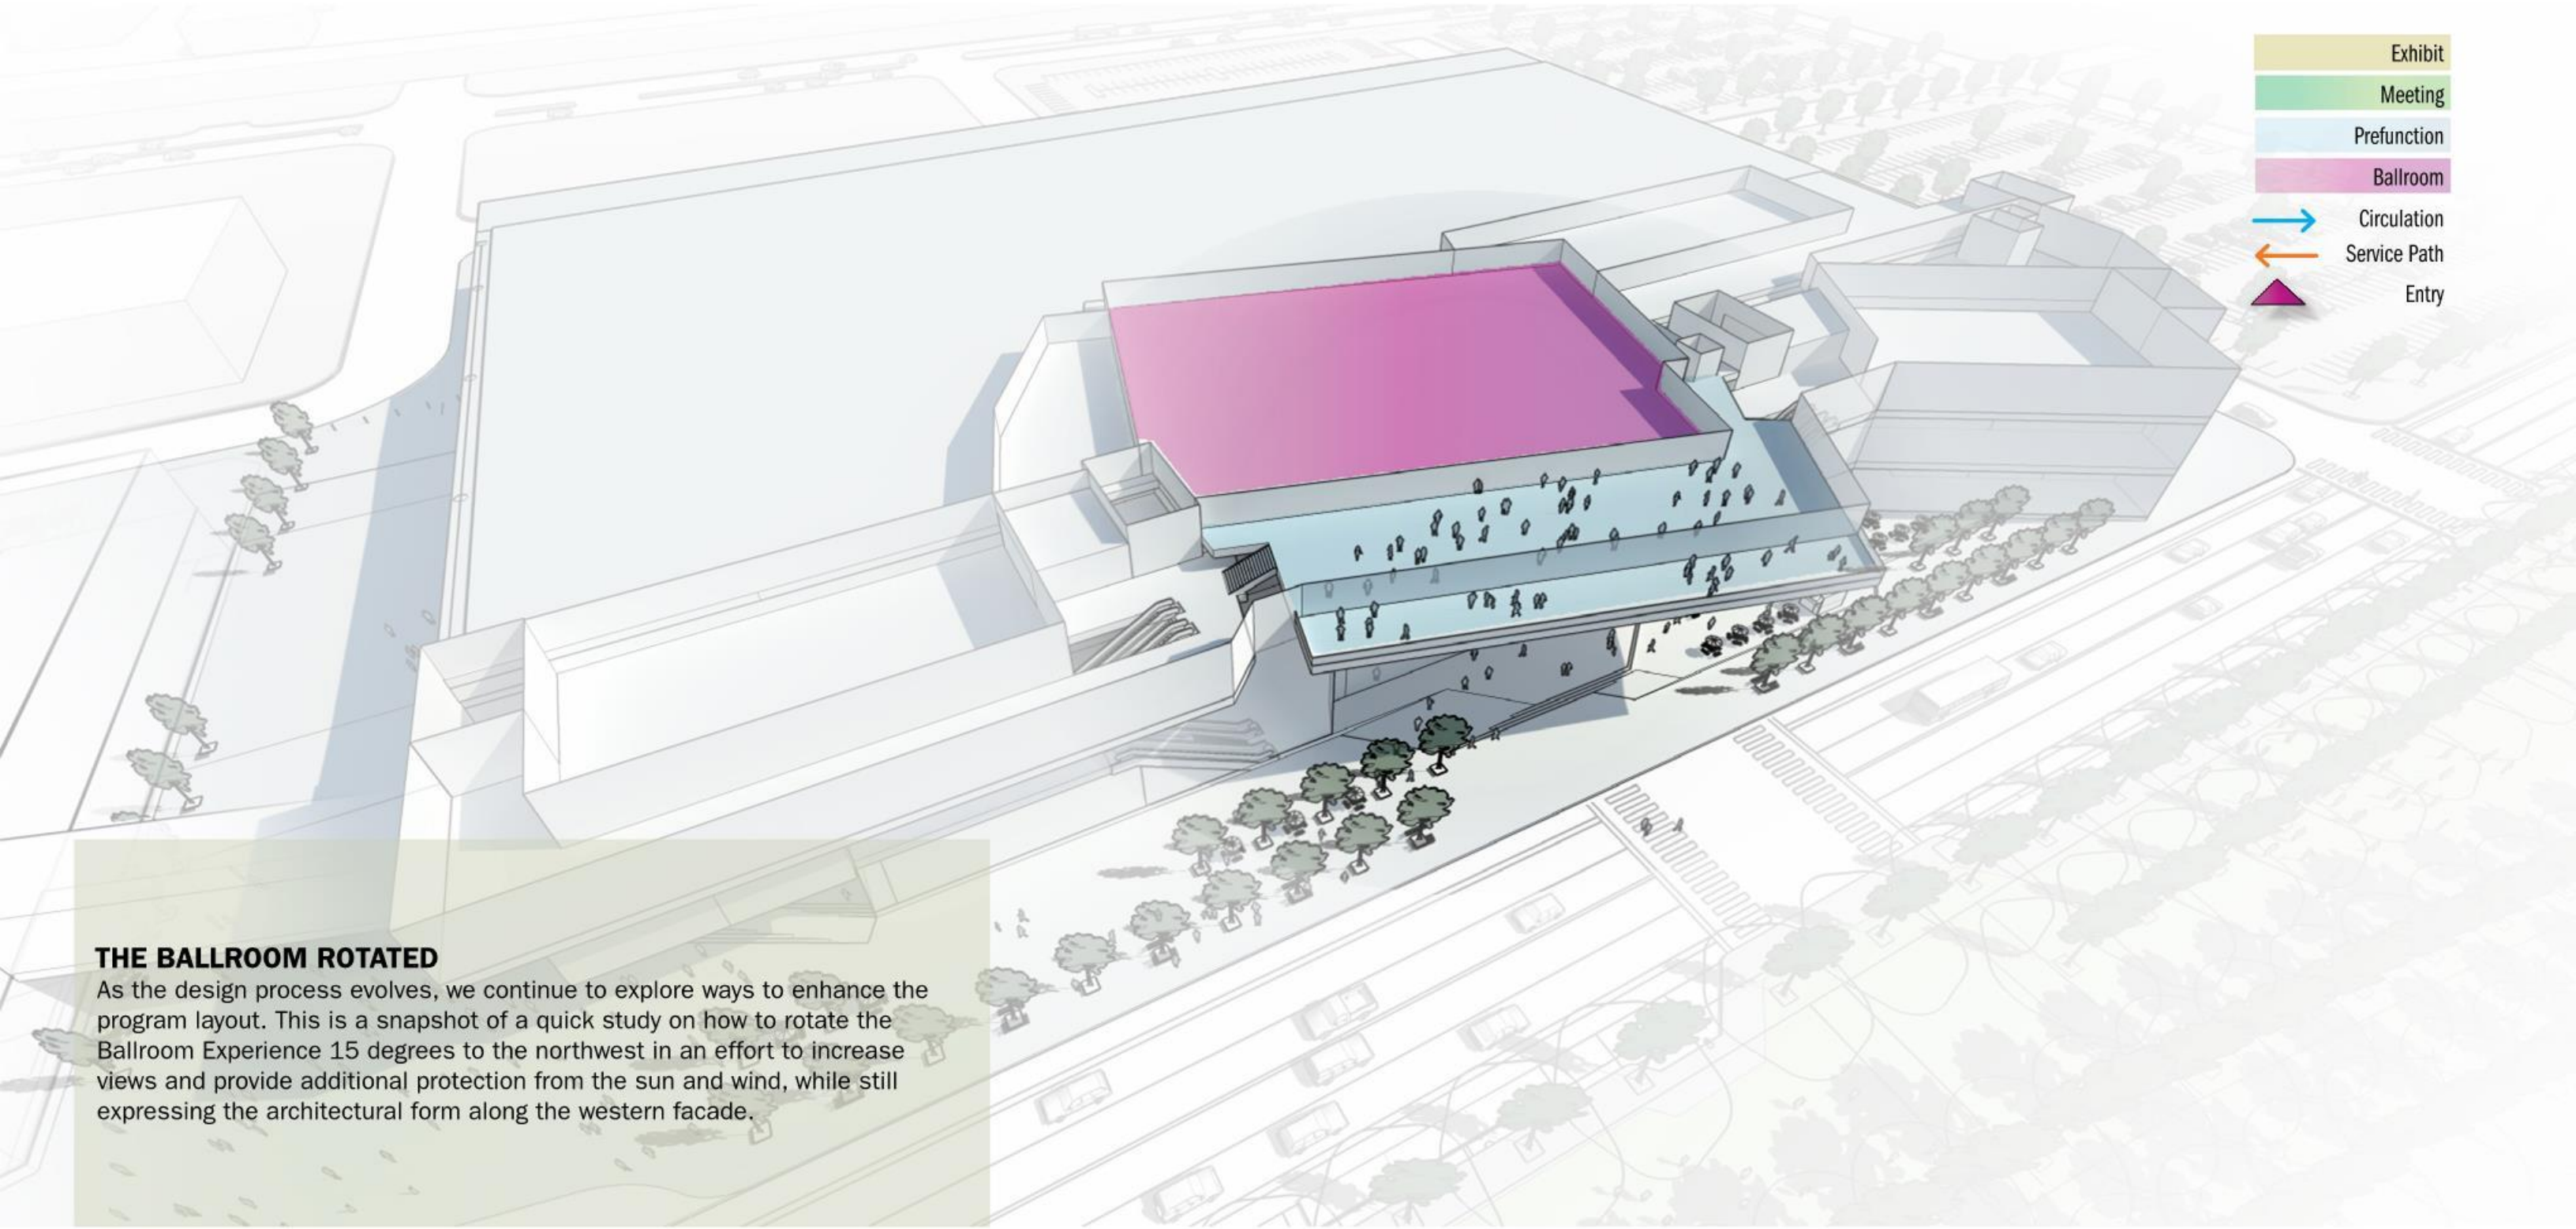 Exhibit
Meeting
Prefunction
Ballroom
Circulation
Service Path
Entry
THE BALLROOM ROTATED
As the design process evolves, we continue to explore ways to enhance the
program layout. This is a snapshot of a quick study on how to rotate the
Ballroom Experience 15 degrees to the northwest in an effort to increase
views and provide additional protection from the sun and wind, while still
expressing the architectural form along the western facade.